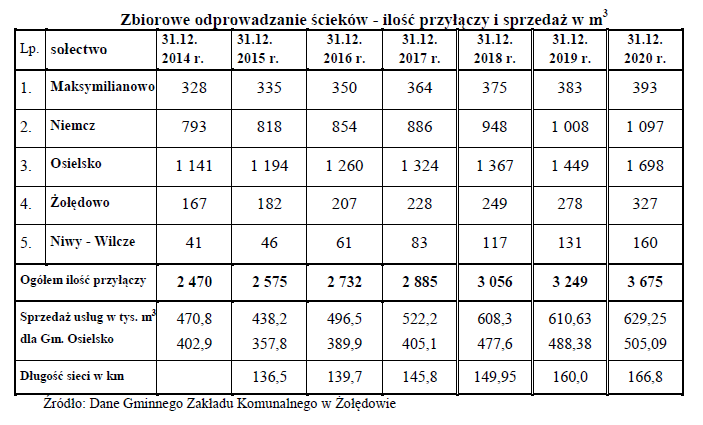 Zbiorowe odprowadzanie ścieków - ilość przyłączy i sprzedaż w m³
Lp. sołectwo 31.12. 2014 r. 31.12. 2015 r. 31.12. 2016 r. 31.12. 2017 r. 31.12. 2018 r. 31.12. 2019 r. 31.12. 2020 r.
1. Maksymilianowo 328 335 350 364 375 383 393
2. Niemcz 793 818 854 886 948 1 008 1 097
3. Osielsko 1 141 1 194 1 260 1 324 1 367 1 449 1 698
4. Żołędowo 167 182 207 228 249 278 327
5. Niwy - Wilcze 41 46 61 83 117 131 160
Ogółem ilość przyłączy 2 470 2 575 2 732 2 885 3 056 3 249 3 675
Sprzedaż usług w tys. m³ 470,8 438,2 496,5 522,2 608,3 610,63 629,25
dla Gm. Osielsko 402,9 357,8 389,9 405,1 477,6 488,38 505,09
Długość sieci w km 136,5 139,7 145,8 149,95 160,0 166,8
Źródło: Dane Gminnego Zakładu Komunalnego w Żołędowie